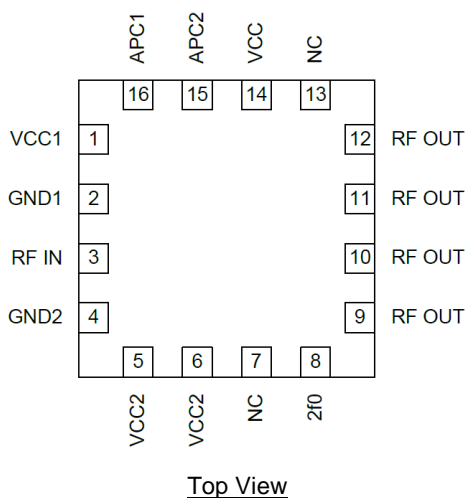 APC1
APC2
VCC
NC
16
15
14
13
VCC1
1
12
RF OUT
GND1
2
11
RF OUT
RF IN
3
10
RF OUT
GND2
4
9
RF OUT
5
6
7
8
VCC2
VCC2
NC
2f0
Top View